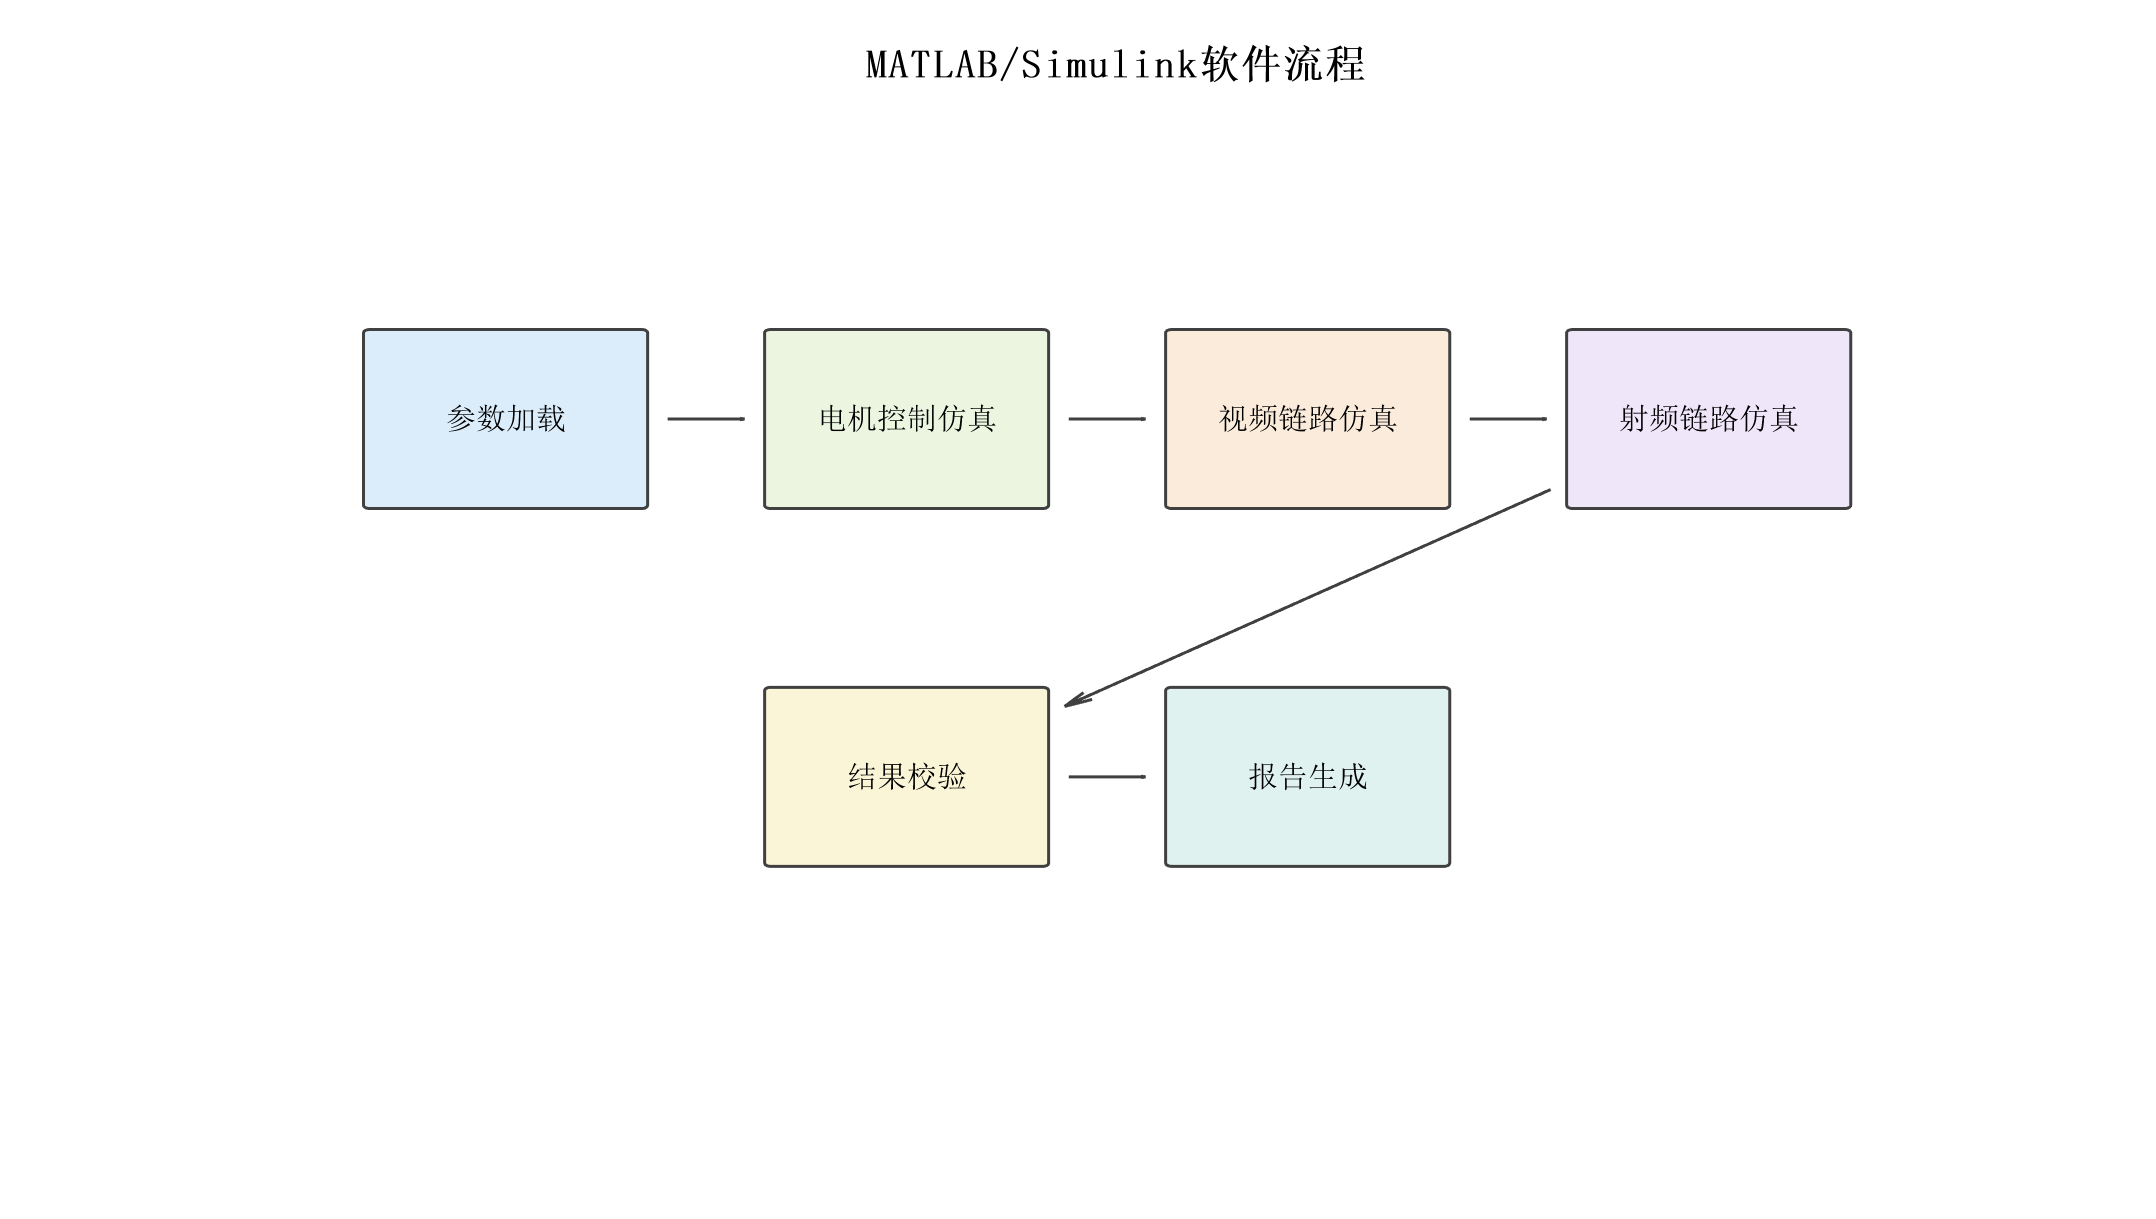 MATLAB/Simulink软件流程
参数加载
电机控制仿真
视频链路仿真
射频链路仿真
结果校验
报告生成